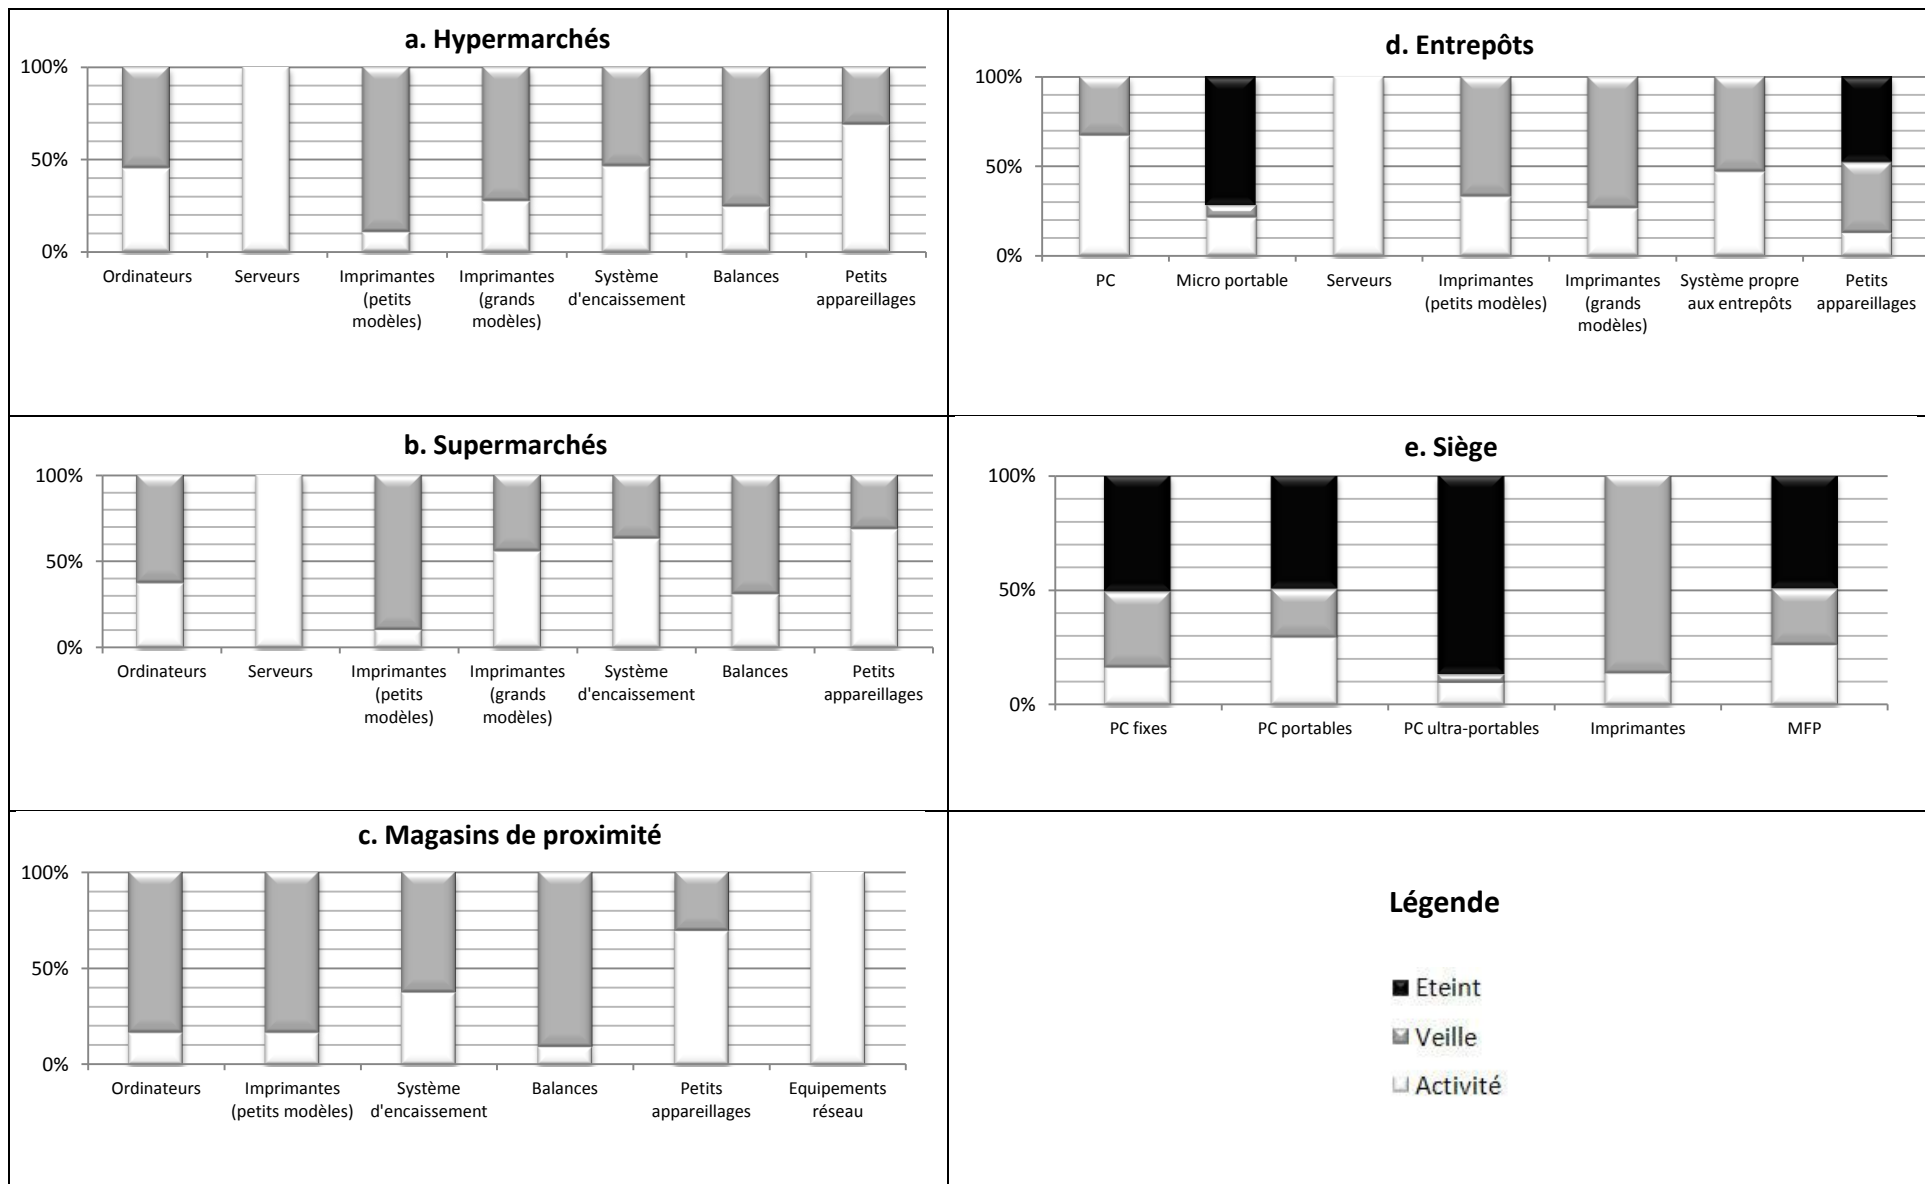 a. Hypermarchés
100%
50%
0%
Ordinateurs
Serveurs
Imprimantes
(petits
modèles)
Imprimantes
(grands
modèles)
Système
d'encaissement
Balances
Petits
appareillages
d. Entrepôts
100%
50%
0%
PC
Micro portable
Serveurs
Imprimantes
(petits modèles)
Imprimantes
(grands
modèles)
Système propre
aux entrepôts
Petits
appareillages
b. Supermarchés
100%
50%
0%
Ordinateurs
Serveurs
Imprimantes
(petits
modèles)
Imprimantes
(grands
modèles)
Système
d'encaissement
Balances
Petits
appareillages
e. Siège
100%
50%
0%
PC fixes
PC portables
PC ultra-portables
Imprimantes
MFP
c. Magasins de proximité
100%
50%
0%
Ordinateurs
Imprimantes
(petits modèles)
Système
d'encaissement
Balances
Petits
appareillages
Equipements
réseau
Légende
Eteint
Veille
Activité